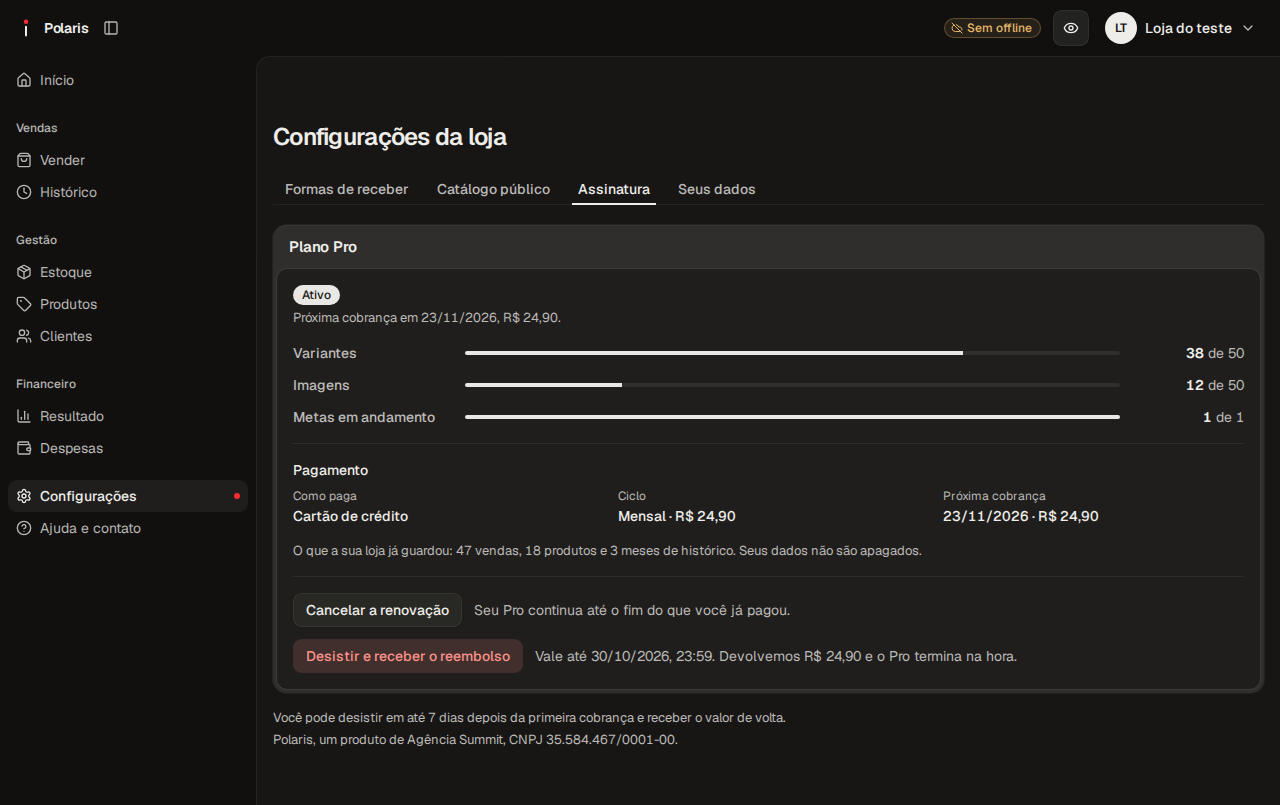 Polaris
Sem offline
LT
Loja do teste
Início
Vendas
Vender
Histórico
Gestão
Estoque
Produtos
Clientes
Financeiro
Resultado
Despesas
Configurações
Ajuda e contato
Configurações da loja
Formas de receber
Catálogo público
Assinatura
Seus dados
Plano Pro
Ativo
Próxima cobrança em 23/11/2026, R$ 24,90.
Variantes
38 de 50
Imagens
12 de 50
Metas em andamento
1 de 1
Pagamento
Como paga
Cartão de crédito
Ciclo
Mensal · R$ 24,90
Próxima cobrança
23/11/2026 · R$ 24,90
O que a sua loja já guardou: 47 vendas, 18 produtos e 3 meses de histórico. Seus dados não são apagados.
Cancelar a renovação
Seu Pro continua até o fim do que você já pagou.
Desistir e receber o reembolso
Vale até 30/10/2026, 23:59. Devolvemos R$ 24,90 e o Pro termina na hora.
Você pode desistir em até 7 dias depois da primeira cobrança e receber o valor de volta.
Polaris, um produto de Agência Summit, CNPJ 35.584.467/0001-00.